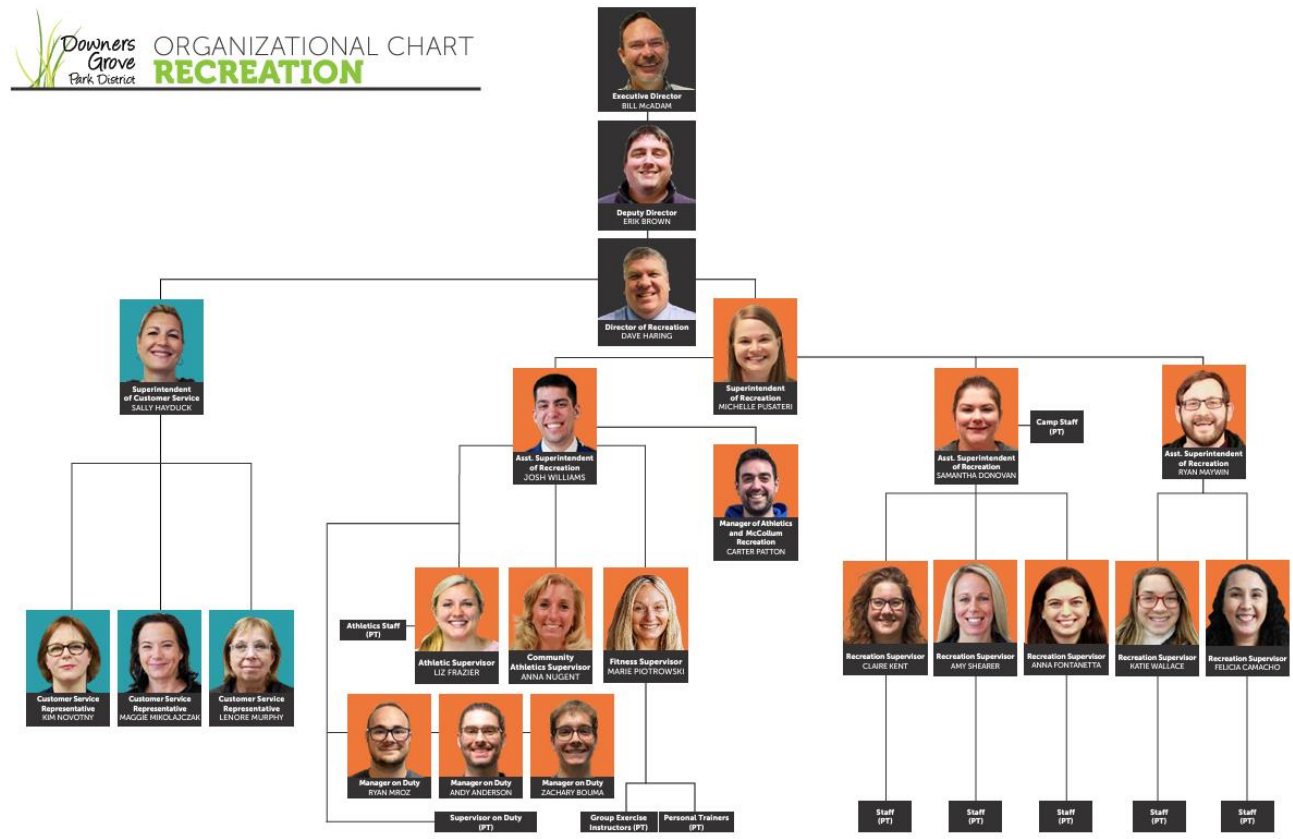 Downers
Grove
Park District
ORGANIZATIONAL CHART
RECREATION
Executive Director
BILL McADAM
Deputy Director
ERIK BROWN
Director of Recreation
DAVE HARING
Superintendent
of Customer Service
SALLY HAYDUCK
Superintendent
of Recreation
MICHELLE PUSATERI
Asst. Superintendent
of Recreation
JOSH WILLIAMS
Asst. Superintendent
of Recreation
SAMANTHA DONOVAN
Camp Staff
(PT)
Asst. Superintendent
of Recreation
RYAN MAYWIN
Manager of Athletics
and McCollum
Recreation
CARTER PATTON
Athletics Staff
(PT)
Athletic Supervisor
LIZ FRAZIER
Community
Athletics Supervisor
ANNA NUGENT
Fitness Supervisor
MARIE PIOTROWSKI
Recreation Supervisor
CLAIRE KENT
Recreation Supervisor
AMY SHEARER
Recreation Supervisor
ANNA FONTANETTA
Recreation Supervisor
KATIE WALLACE
Recreation Supervisor
FELICIA CAMACHO
Customer Service
Representative
KIM NOVOTNY
Customer Service
Representative
MAGGIE MIKOLAJCZAK
Customer Service
Representative
LENORE MURPHY
Manager on Duty
RYAN MROZ
Manager on Duty
ANDY ANDERSON
Manager on Duty
ZACHARY BOUMA
Supervisor on Duty
(PT)
Group Exercise
Instructors (PT)
Personal Trainers
(PT)
Staff
(PT)
Staff
(PT)
Staff
(PT)
Staff
(PT)
Staff
(PT)